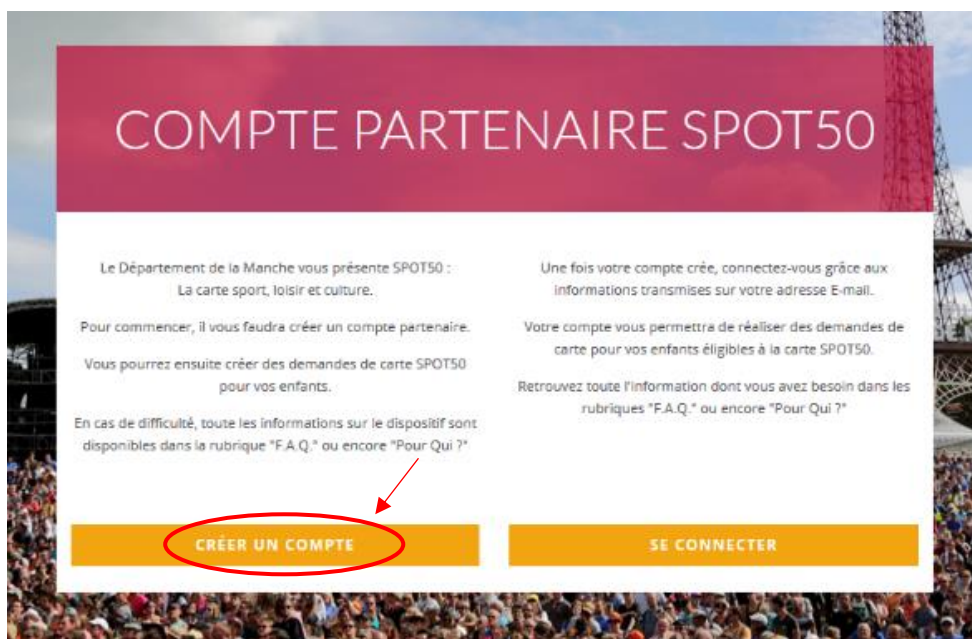 COMPTE PARTENAIRE SPOT50
Le Département de la Manche vous présente SPOT50 :
La carte sport, loisir et culture.
Pour commencer, il vous faudra créer un compte partenaire.
Vous pourrez ensuite créer des demandes de carte SPOT50
pour vos enfants.
En cas de difficulté, toute les informations sur le dispositif sont
disponibles dans la rubrique "F.A.Q." ou encore "Pour Qui ?"
CRÉER UN COMPTE
Une fois votre compte crée, connectez-vous grâce aux
informations transmises sur votre adresse E-mail.
Votre compte vous permettra de réaliser des demandes de
carte pour vos enfants éligibles à la carte SPOT50.
Retrouvez toute l'information dont vous avez besoin dans les
rubriques "F.A.Q." ou encore "Pour Qui ?"
SE CONNECTER